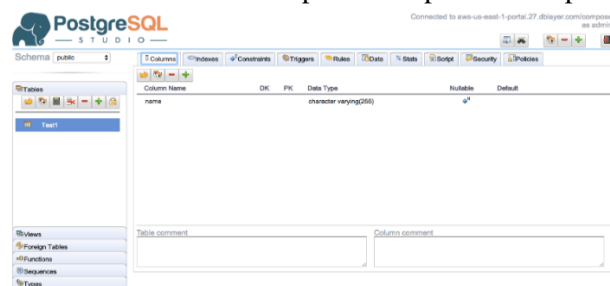 PostgreSQL
STUDIO
Connected to aws-us-east-1-portal.27.dblayer.com/compose
as admin
Schema public
Columns Indexes Constraints Triggers Rules Data Stats Script Security Policies
Tables
Column Name DK PK Data Type Nullable Default
name character varying(256)
Test1
Views
Foreign Tables
Functions
Sequences
Types
Table comment Column comment